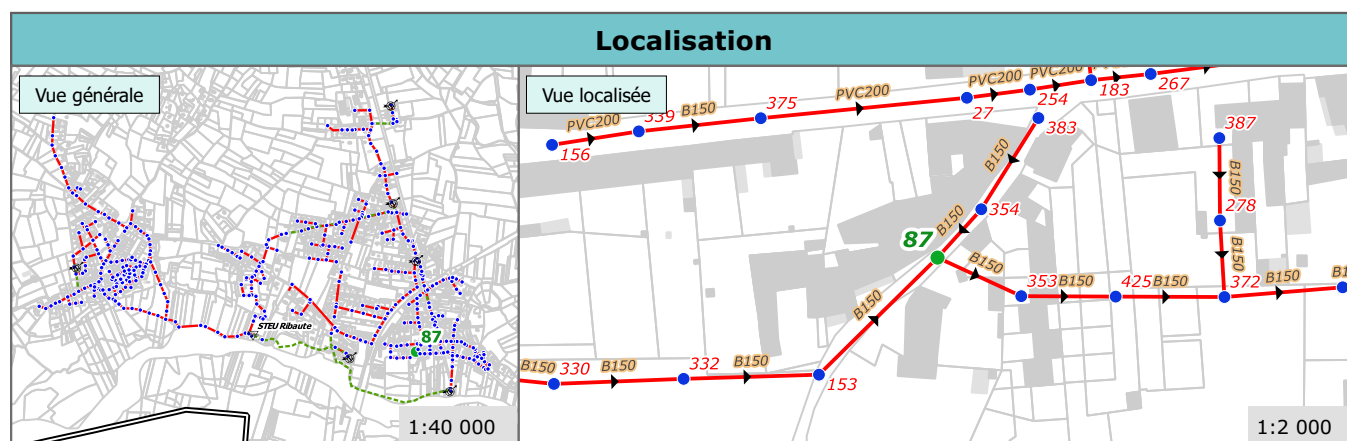 Localisation
Vue générale
STEU Ribaute
87
1:40 000
Vue localisée
PVC200
PVC200
PVC200
PVC200
B150
339
375
156
27
254
183
267
383
387
B150
B150
278
B150
354
B150
87
B150
353
B150
425
B150
372
B150
B150
330
B150
332
B150
153
B150
1:2 000